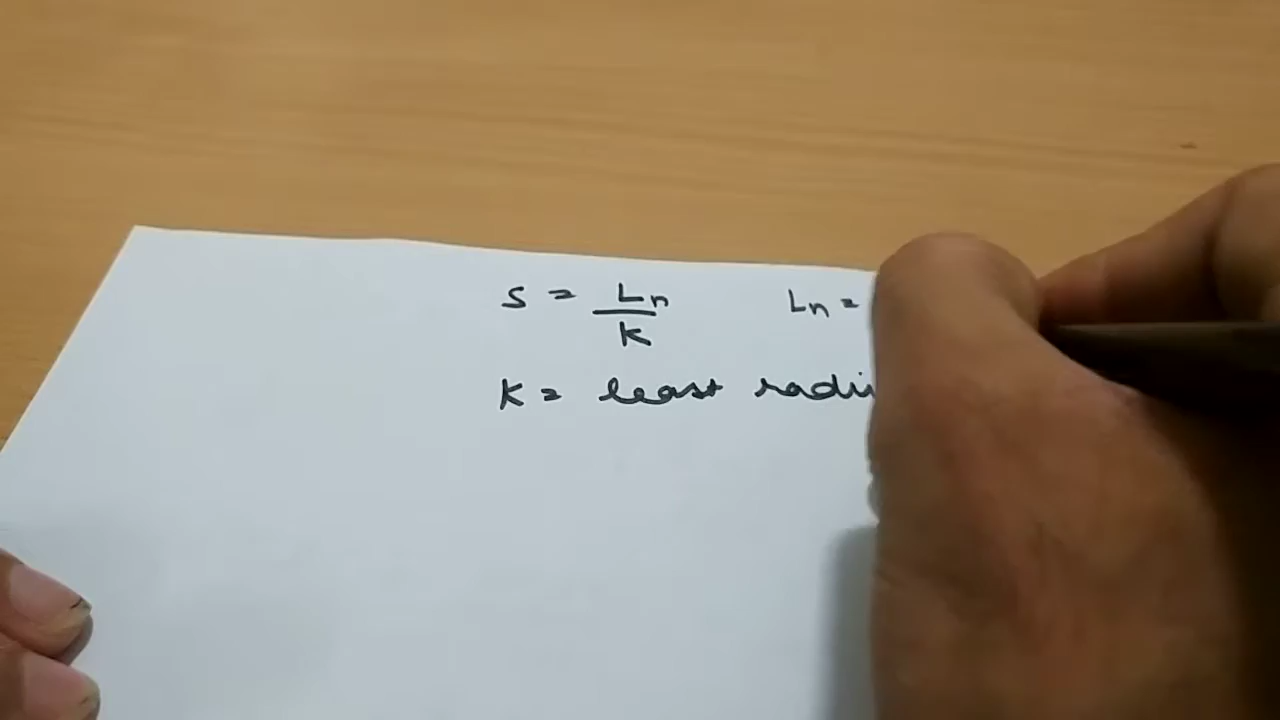 S = Ln / K Ln =
K = least